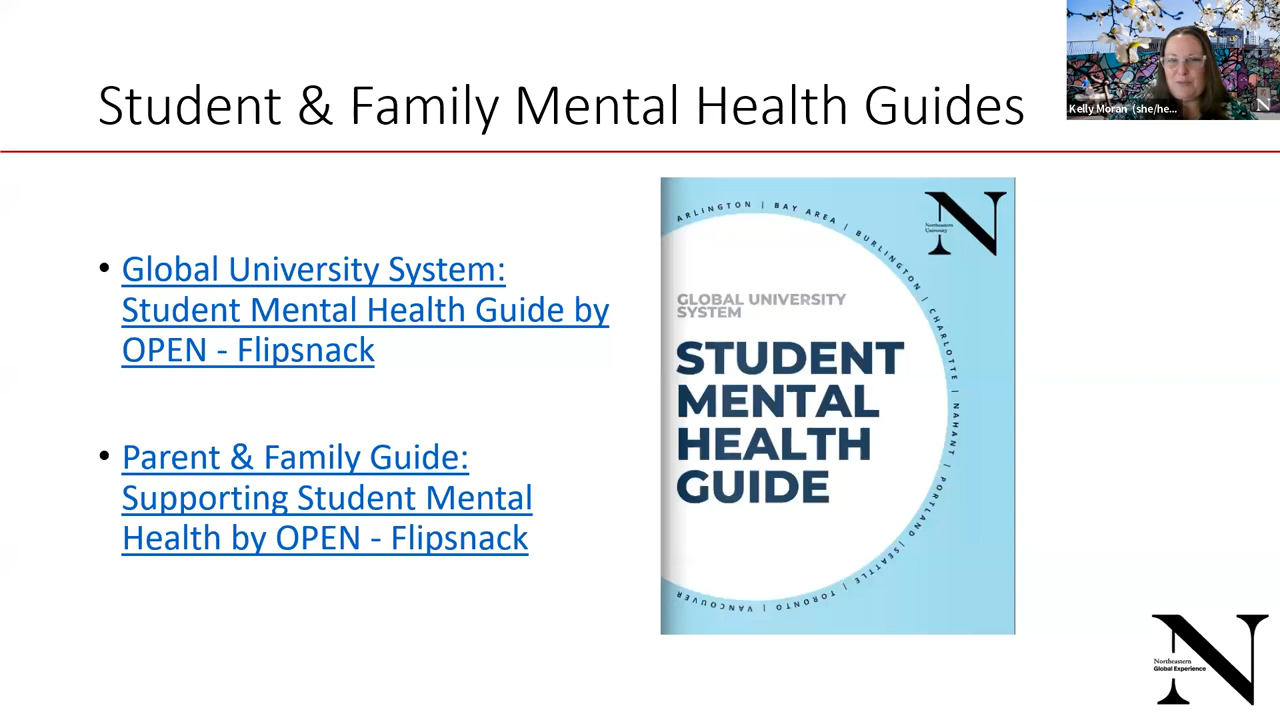 Student & Family Mental Health Guides
Kelly Moran (she/he...
• Global University System:
Student Mental Health Guide by
OPEN - Flipsnack
• Parent & Family Guide:
Supporting Student Mental
Health by OPEN - Flipsnack
ARLINGTON | BAY AREA | BURLINGTON | CHARLOTTE | NAHANT | PORTLAND | SEATTLE | TORONTO | VANCOUVER
N
Northeastern
University
GLOBAL UNIVERSITY
SYSTEM
STUDENT
MENTAL
HEALTH
GUIDE
N
Northeastern
Global Experience